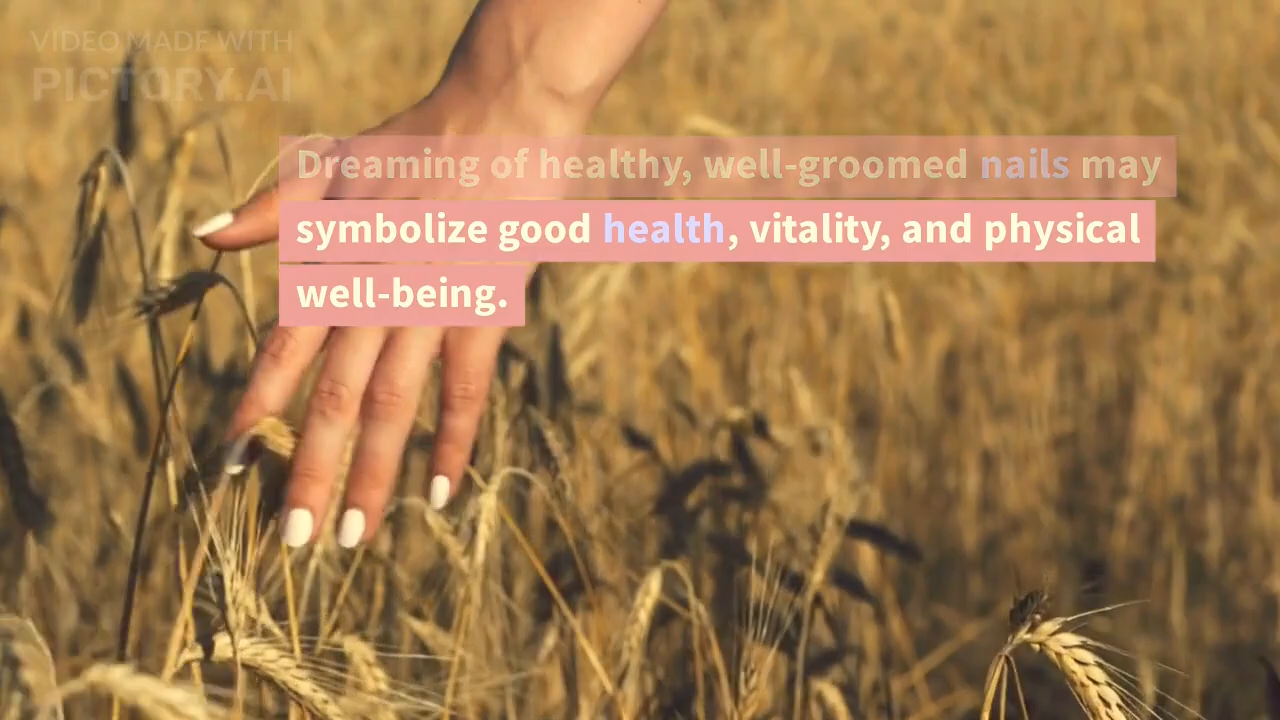 VIDEO MADE WITH
PICTORY.AI
Dreaming of healthy, well-groomed nails may
symbolize good health, vitality, and physical
well-being.